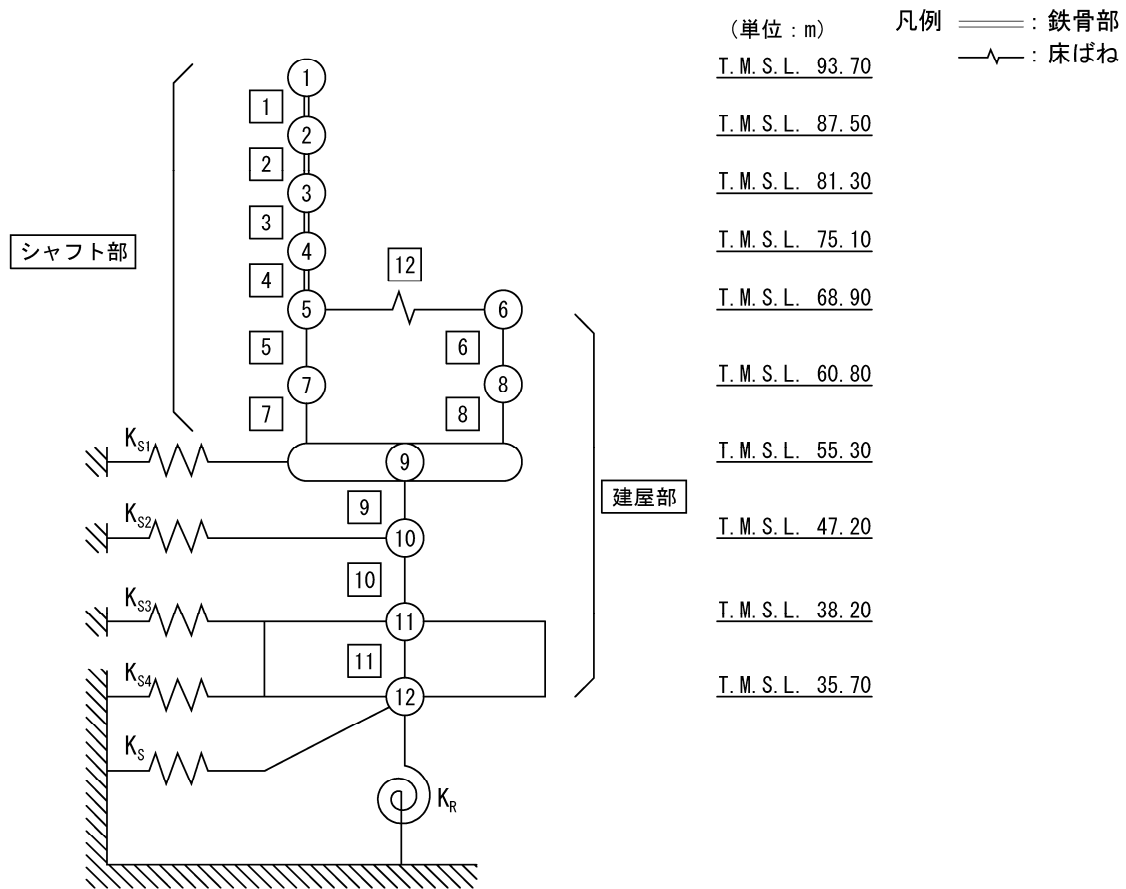 (単位 : m)
凡例 : 鉄骨部
: 床ばね
T.M.S.L. 93.70
T.M.S.L. 87.50
T.M.S.L. 81.30
T.M.S.L. 75.10
T.M.S.L. 68.90
T.M.S.L. 60.80
T.M.S.L. 55.30
T.M.S.L. 47.20
T.M.S.L. 38.20
T.M.S.L. 35.70
シャフト部
建屋部
1
1
2
2
3
3
4
4
12
5
6
5
6
7
8
7
8
KS1
9
9
KS2
10
10
KS3
11
11
KS4
12
KS
KR